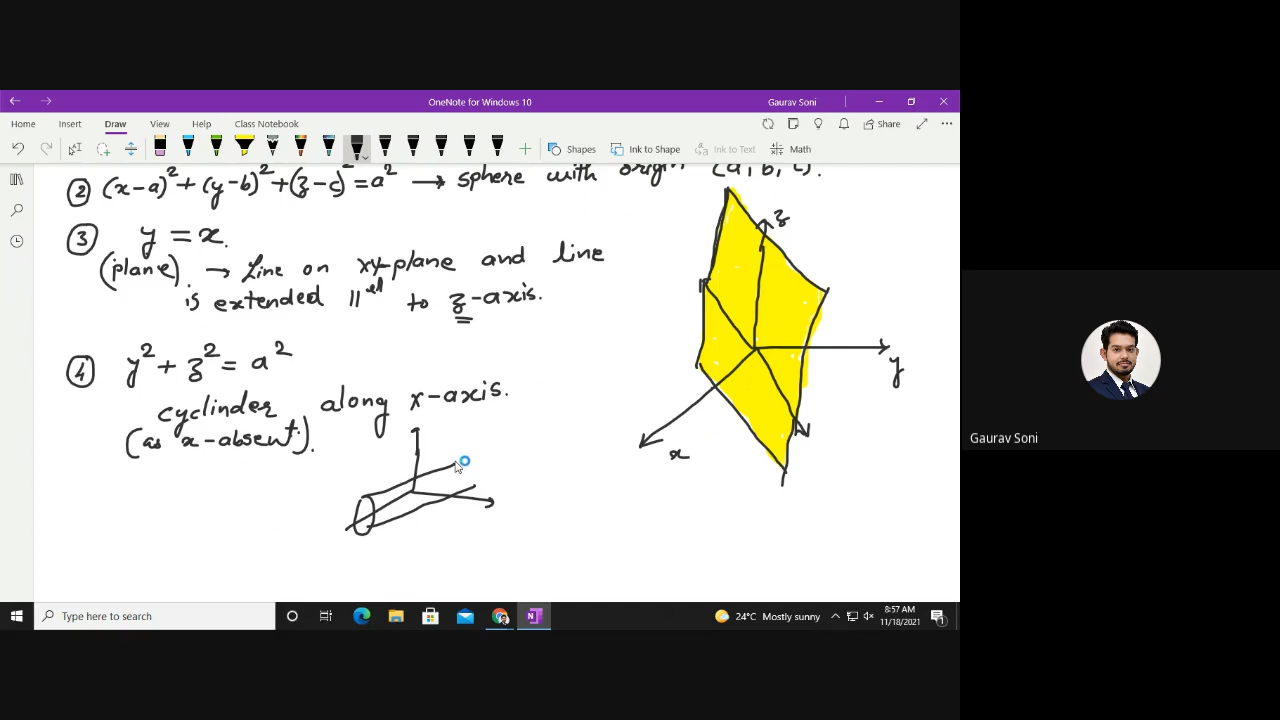 OneNote for Windows 10
Gaurav Soni
Home Insert Draw View Help Class Notebook
Share
Shapes Ink to Shape Ink to Text Math
② (x-a)² + (y-b)² + (z-c)² = a² → sphere with origin (a, b, c).
③ y = x.
(plane). → Line on xy-plane and line
is extended ||el to z-axis.
④ y² + z² = a²
cyclinder along x-axis.
(as x-absent).
z
y
x
Gaurav Soni
Type here to search
24°C Mostly sunny
8:57 AM
11/18/2021
1